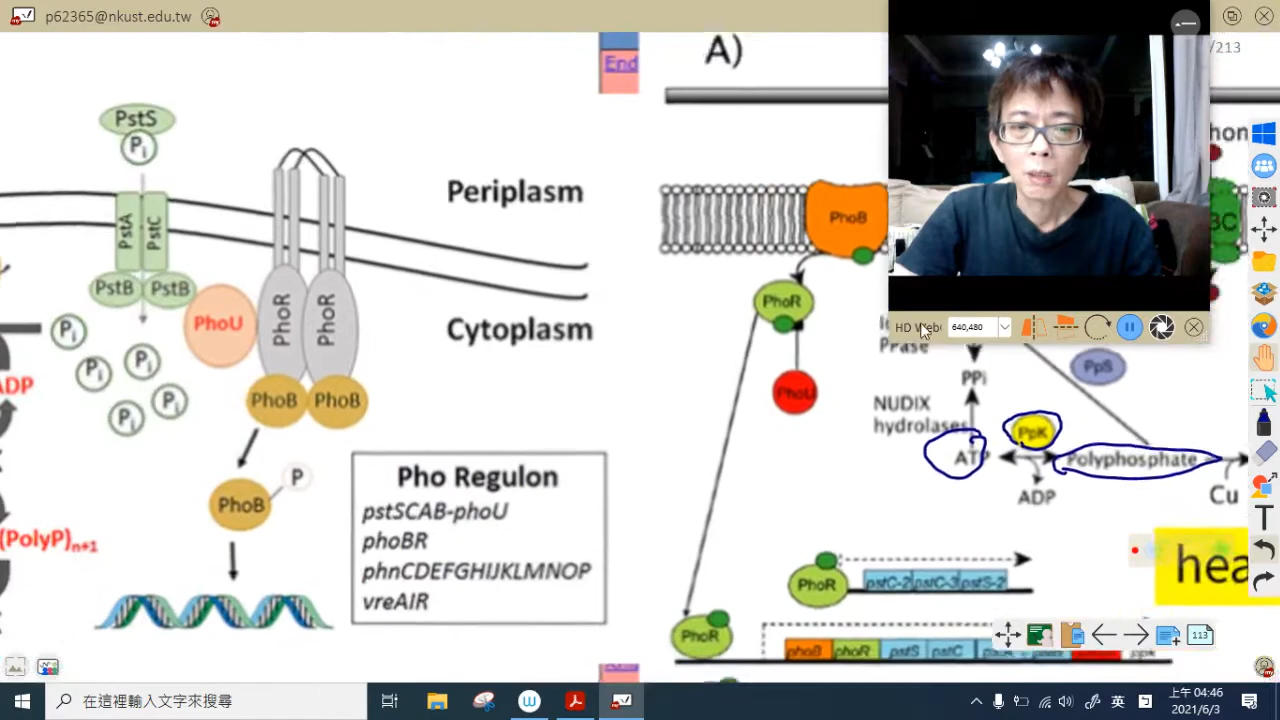 p62365@nkust.edu.tw
/213
End
A)
PstS
Pi
PstA
PstC
PstB
PstB
PhoU
PhoR
PhoR
Periplasm
Cytoplasm
Pi
Pi
Pi
Pi
Pi
PhoB
PhoB
PhoB
P
ADP
(PolyP)n+1
Pho Regulon
pstSCAB-phoU
phoBR
phnCDEFGHIJKLMNOP
vreAIR
PhoB
PhoR
PhoU
HD Web
640,480
PPase
PPi
PpS
NUDIX
hydrolases
PpK
ATP
Polyphosphate
ADP
Cu
BC
hon
PhoR
pstC-2
pstC-3
pstS-2
hea
PhoR
phoB
phoR
pstS
pstC
113
在這裡輸入文字來搜尋
英
上午 04:46
2021/6/3